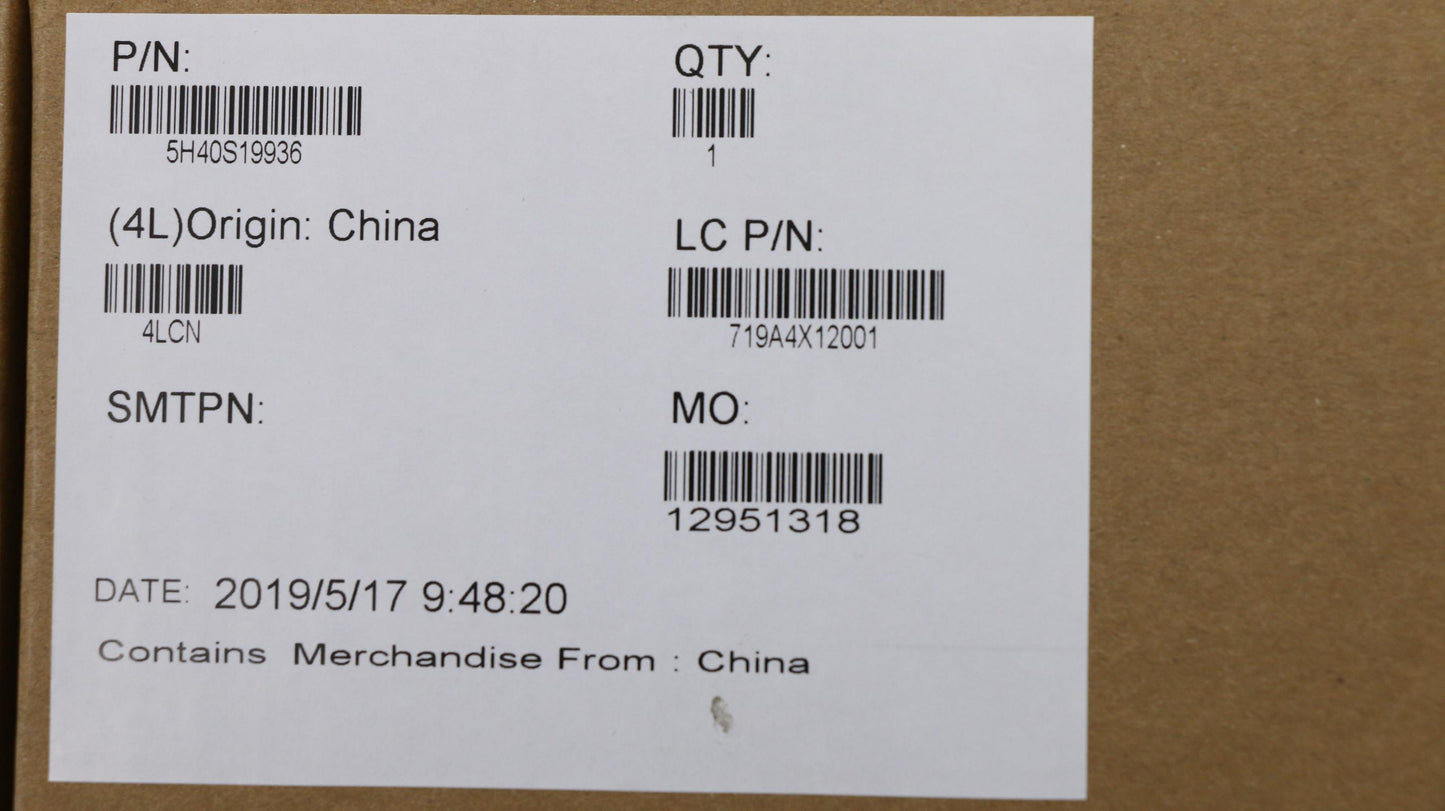 P/N:
5H40S19936
QTY:
1
(4L)Origin: China
4LCN
LC P/N:
719A4X12001
SMTPN:
MO:
12951318
DATE: 2019/5/17 9:48:20
Contains Merchandise From : China